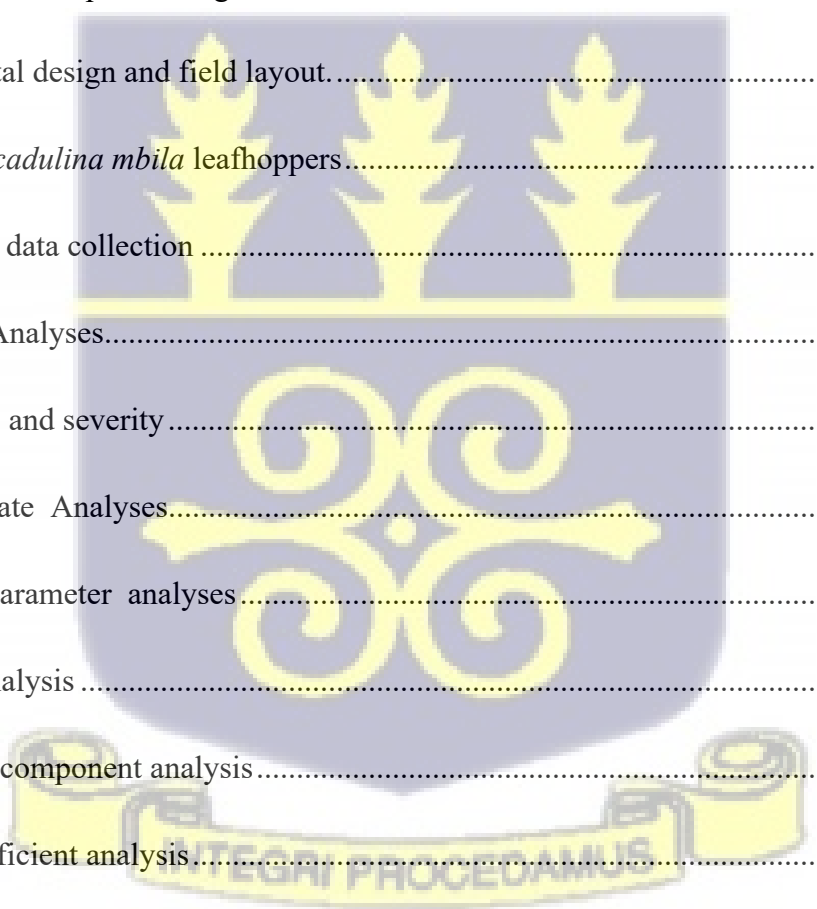 tal design and field layout.
cadulina mbila leafhoppers
data collection
Analyses
and severity
ate Analyses
arameter analyses
alysis
component analysis
ficient analysis
INTEGRI PROCEDAMUS